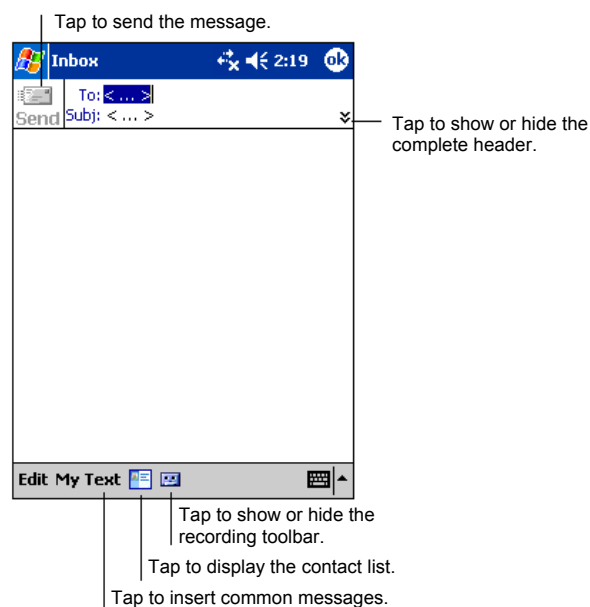 Tap to send the message.
Inbox 2:19 ok
To: < ... >
Send Subj: < ... >
Tap to show or hide the
complete header.
Edit My Text
Tap to show or hide the
recording toolbar.
Tap to display the contact list.
Tap to insert common messages.